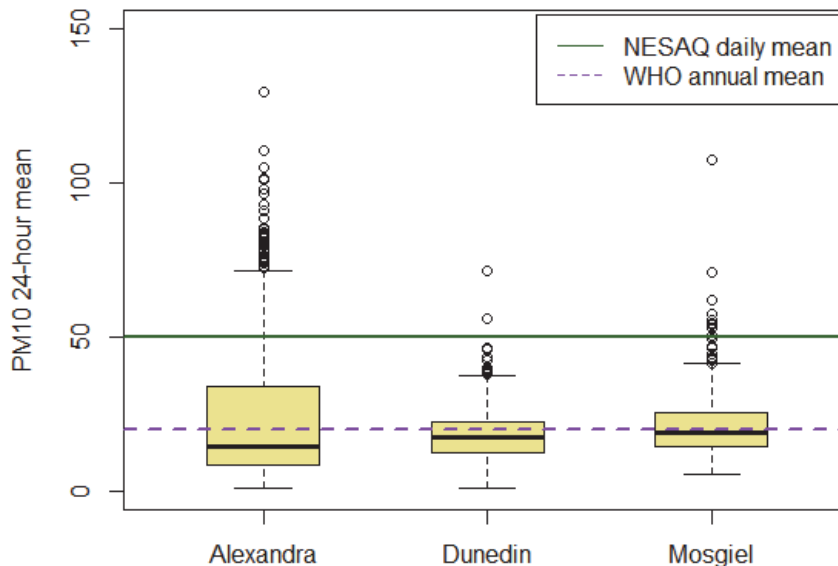 150
100
50
0
PM10 24-hour mean
NESAQ daily mean
WHO annual mean
Alexandra Dunedin Mosgiel